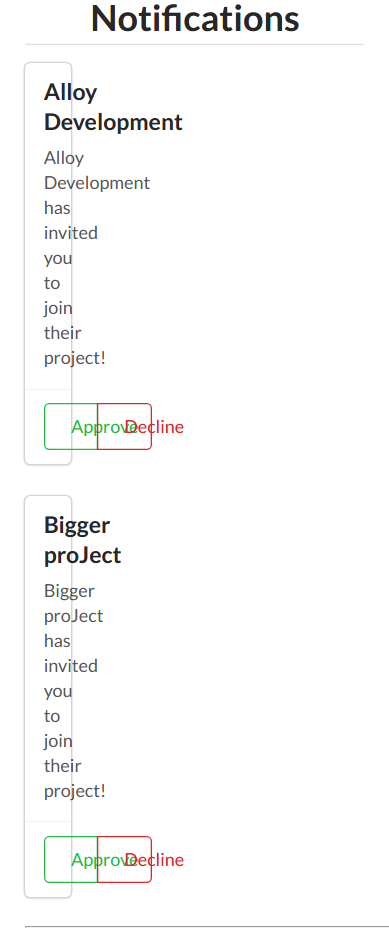 Notifications
Alloy
Development
Alloy
Development
has
invited
you
to
join
their
project!
Approve Decline
Bigger
proJect
Bigger
proJect
has
invited
you
to
join
their
project!
Approve Decline